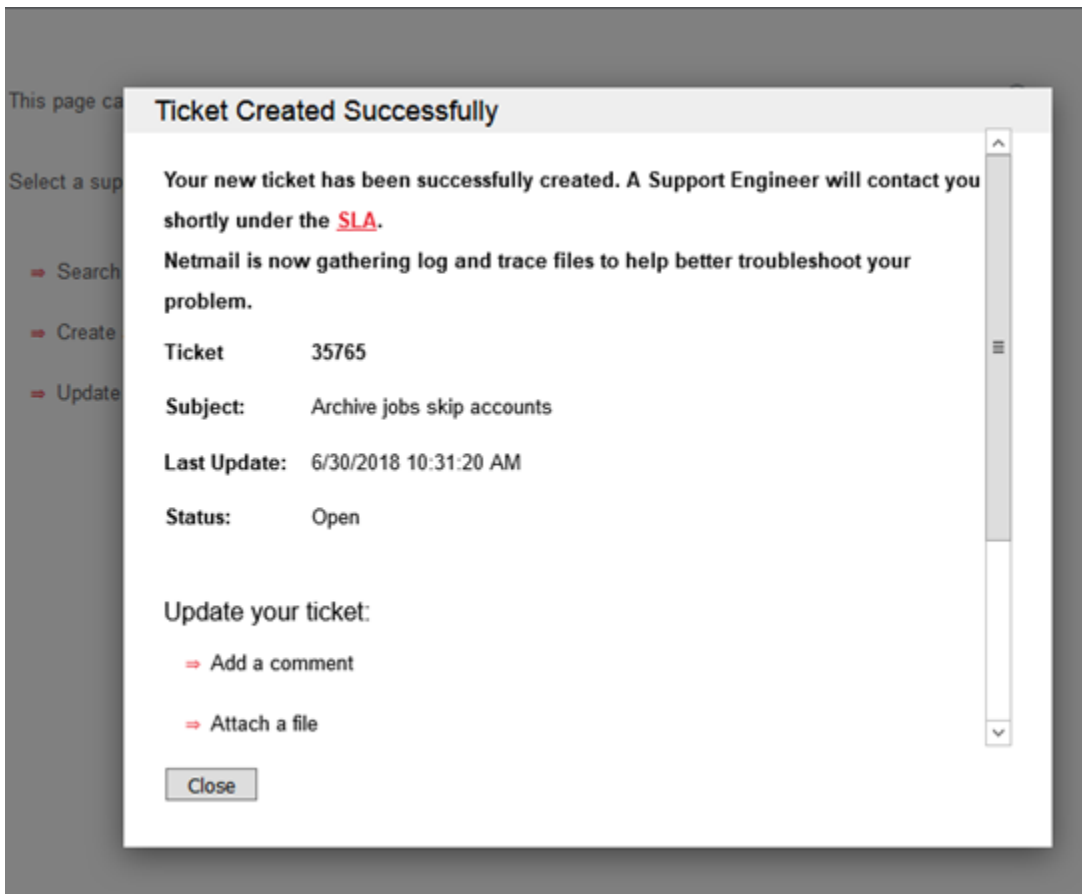 This page ca
Ticket Created Successfully
Select a sup
Your new ticket has been successfully created. A Support Engineer will contact you
shortly under the SLA.
Netmail is now gathering log and trace files to help better troubleshoot your
problem.
⇒ Search
⇒ Create
⇒ Update
Ticket 35765
Subject: Archive jobs skip accounts
Last Update: 6/30/2018 10:31:20 AM
Status: Open
Update your ticket:
⇒ Add a comment
⇒ Attach a file
Close